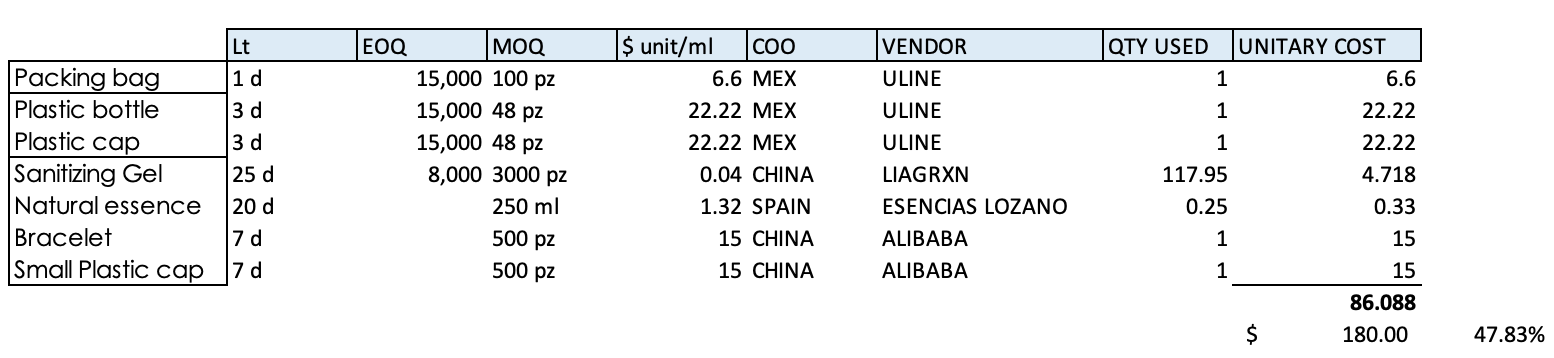 Lt EOQ MOQ $ unit/ml COO VENDOR QTY USED UNITARY COST
Packing bag 1 d 15,000 100 pz 6.6 MEX ULINE 1 6.6
Plastic bottle 3 d 15,000 48 pz 22.22 MEX ULINE 1 22.22
Plastic cap 3 d 15,000 48 pz 22.22 MEX ULINE 1 22.22
Sanitizing Gel 25 d 8,000 3000 pz 0.04 CHINA LIAGRXN 117.95 4.718
Natural essence 20 d 250 ml 1.32 SPAIN ESENCIAS LOZANO 0.25 0.33
Bracelet 7 d 500 pz 15 CHINA ALIBABA 1 15
Small Plastic cap 7 d 500 pz 15 CHINA ALIBABA 1 15
86.088
$ 180.00 47.83%